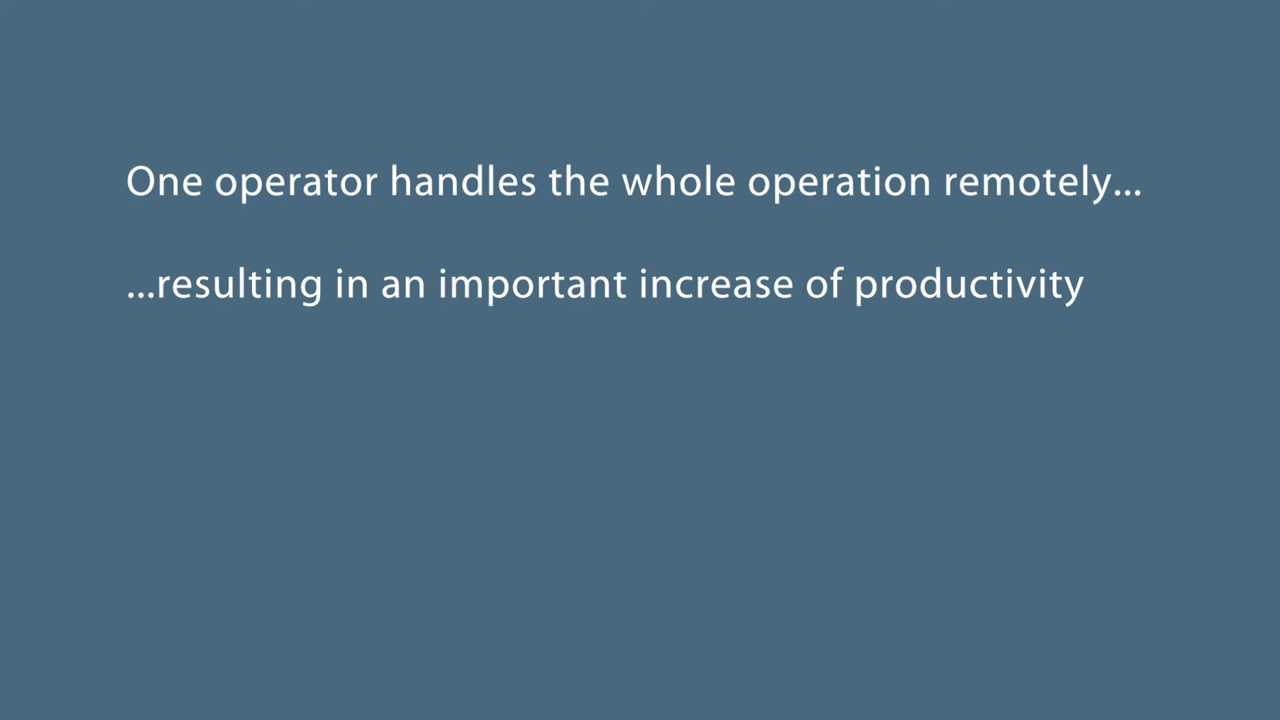 One operator handles the whole operation remotely...
...resulting in an important increase of productivity